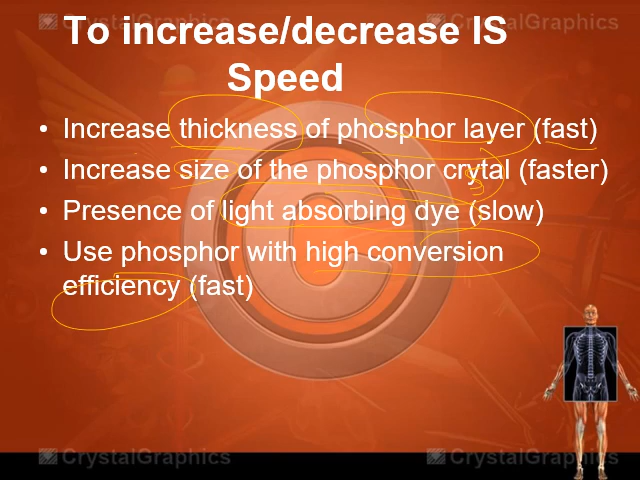 CrystalGraphics
CrystalGraphics
To increase/decrease IS
Speed
• Increase thickness of phosphor layer (fast)
• Increase size of the phosphor crytal (faster)
• Presence of light absorbing dye (slow)
• Use phosphor with high conversion
efficiency (fast)
CrystalGraphics
CrystalGraphics